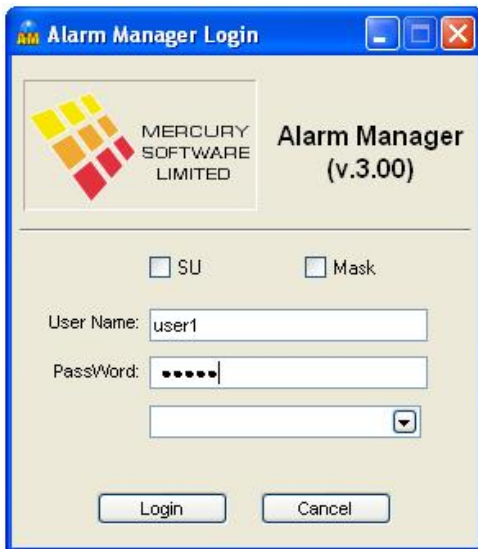 AM Alarm Manager Login
MERCURY
SOFTWARE
LIMITED
Alarm Manager
(v.3.00)
SU
Mask
User Name: user1
PassWord: •••••
Login
Cancel